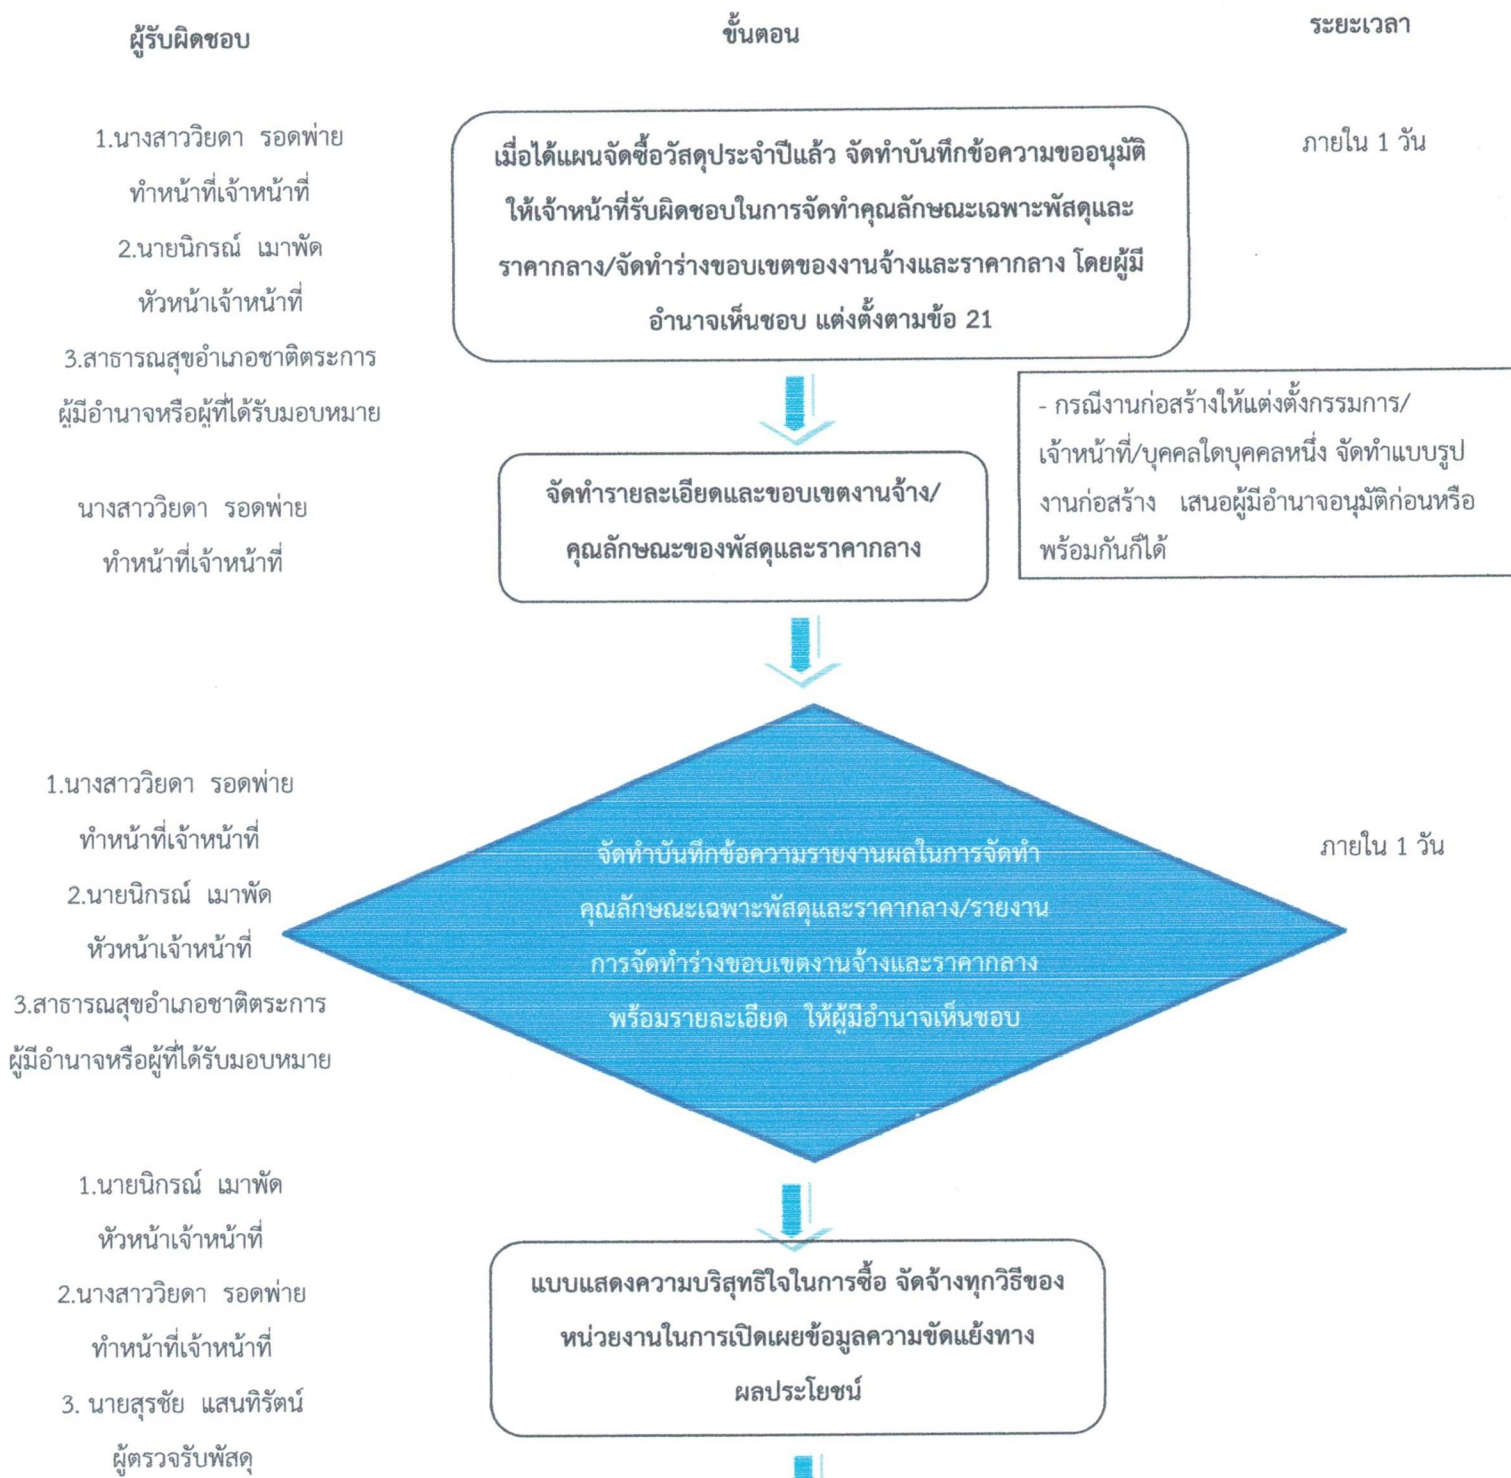 ผู้รับผิดชอบ
ขั้นตอน
ระยะเวลา
1.นางสาววิยดา รอดพ่าย
ทำหน้าที่เจ้าหน้าที่
2.นายนิกรณ์ เมาพัด
หัวหน้าเจ้าหน้าที่
3.สาธารณสุขอำเภอชาติตระการ
ผู้มีอำนาจหรือผู้ที่ได้รับมอบหมาย
เมื่อได้แผนจัดซื้อวัสดุประจำปีแล้ว จัดทำบันทึกข้อความขออนุมัติ
ให้เจ้าหน้าที่รับผิดชอบในการจัดทำคุณลักษณะเฉพาะพัสดุและ
ราคากลาง/จัดทำร่างขอบเขตของงานจ้างและราคากลาง โดยผู้มี
อำนาจเห็นชอบ แต่งตั้งตามข้อ 21
ภายใน 1 วัน
- กรณีงานก่อสร้างให้แต่งตั้งกรรมการ/
เจ้าหน้าที่/บุคคลใดบุคคลหนึ่ง จัดทำแบบรูป
งานก่อสร้าง เสนอผู้มีอำนาจอนุมัติก่อนหรือ
พร้อมกันก็ได้
นางสาววิยดา รอดพ่าย
ทำหน้าที่เจ้าหน้าที่
จัดทำรายละเอียดและขอบเขตงานจ้าง/
คุณลักษณะของพัสดุและราคากลาง
1.นางสาววิยดา รอดพ่าย
ทำหน้าที่เจ้าหน้าที่
2.นายนิกรณ์ เมาพัด
หัวหน้าเจ้าหน้าที่
3.สาธารณสุขอำเภอชาติตระการ
ผู้มีอำนาจหรือผู้ที่ได้รับมอบหมาย
จัดทำบันทึกข้อความรายงานผลในการจัดทำ
คุณลักษณะเฉพาะพัสดุและราคากลาง/รายงาน
การจัดทำร่างขอบเขตงานจ้างและราคากลาง
พร้อมรายละเอียด ให้ผู้มีอำนาจเห็นชอบ
ภายใน 1 วัน
1.นายนิกรณ์ เมาพัด
หัวหน้าเจ้าหน้าที่
2.นางสาววิยดา รอดพ่าย
ทำหน้าที่เจ้าหน้าที่
3. นายสุรชัย แสนทิรัตน์
ผู้ตรวจรับพัสดุ
แบบแสดงความบริสุทธิใจในการซื้อ จัดจ้างทุกวิธีของ
หน่วยงานในการเปิดเผยข้อมูลความขัดแย้งทาง
ผลประโยชน์